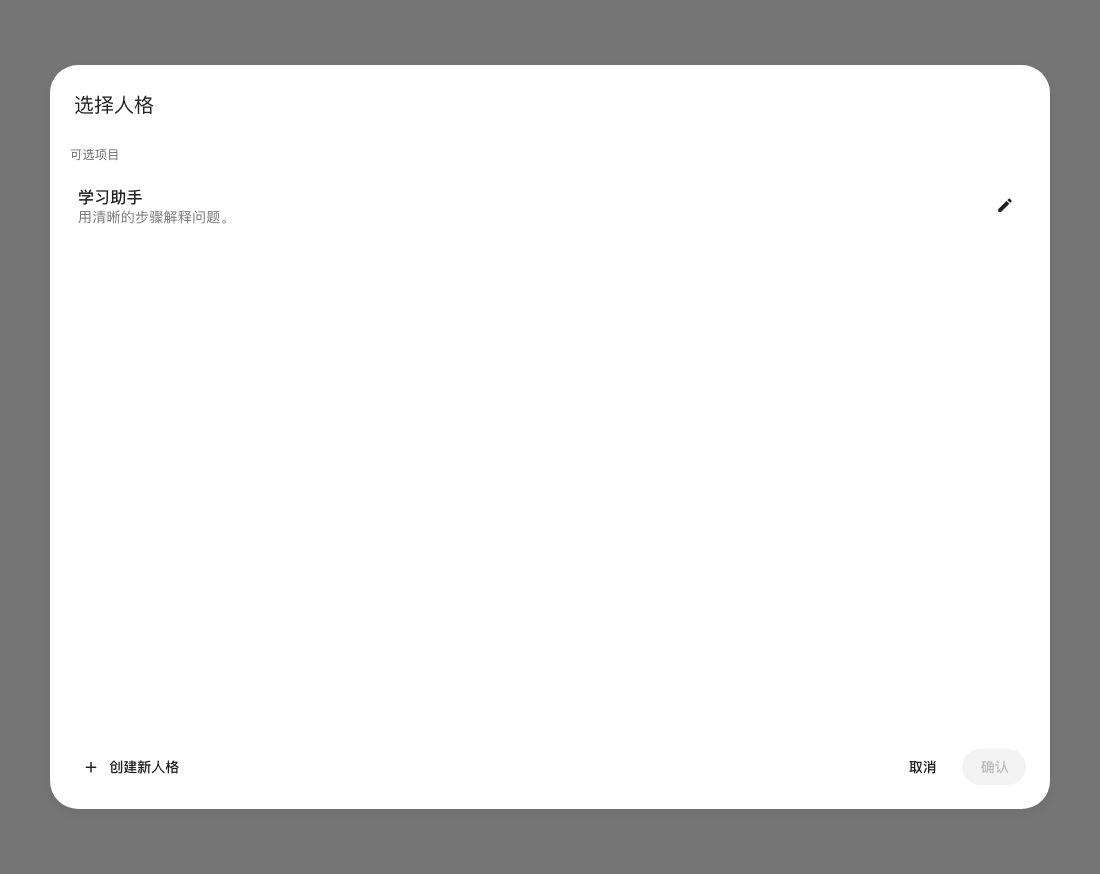 选择人格
可选项目
学习助手
用清晰的步骤解释问题。
创建新人格
取消
确认